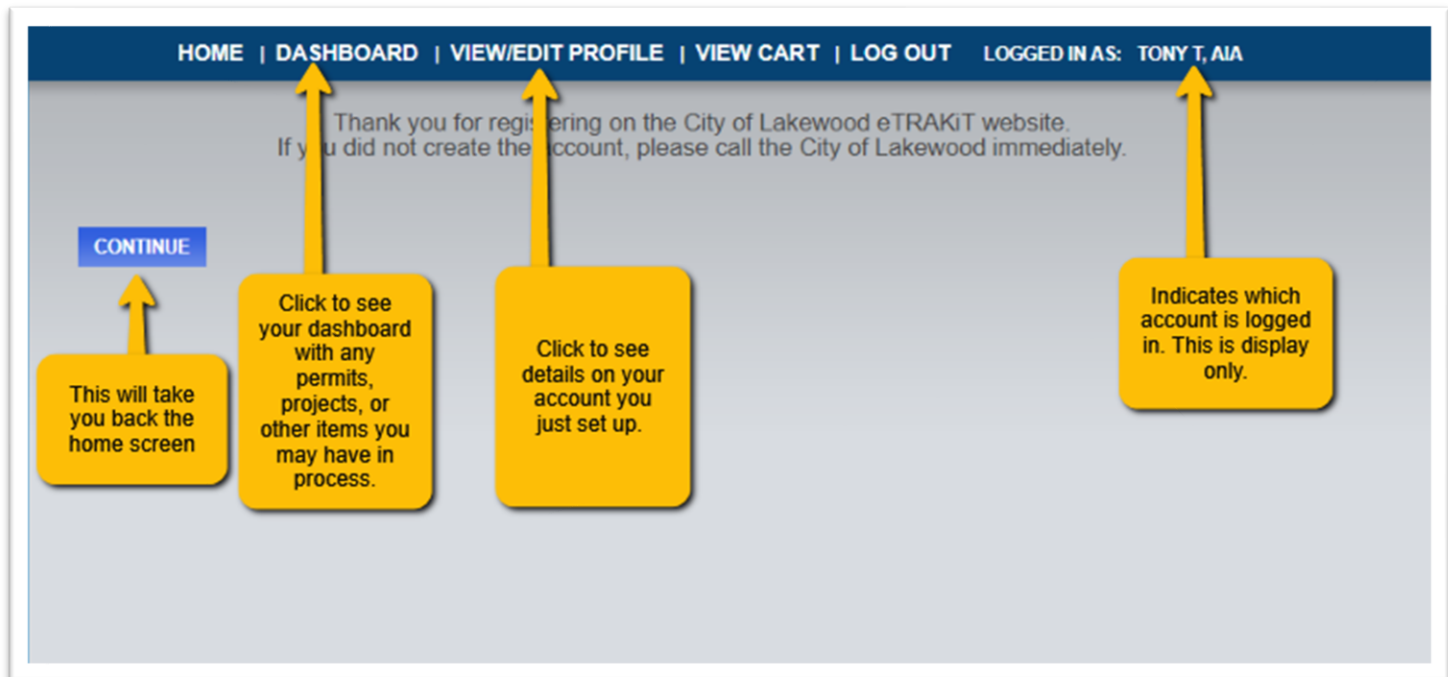 HOME | DASHBOARD | VIEW/EDIT PROFILE | VIEW CART | LOG OUT LOGGED IN AS: TONY T, AIA
Thank you for registering on the City of Lakewood eTRAKiT website.
If you did not create the account, please call the City of Lakewood immediately.
CONTINUE
This will take
you back the
home screen
Click to see
your dashboard
with any
permits,
projects, or
other items you
may have in
process.
Click to see
details on your
account you
just set up.
Indicates which
account is logged
in. This is display
only.